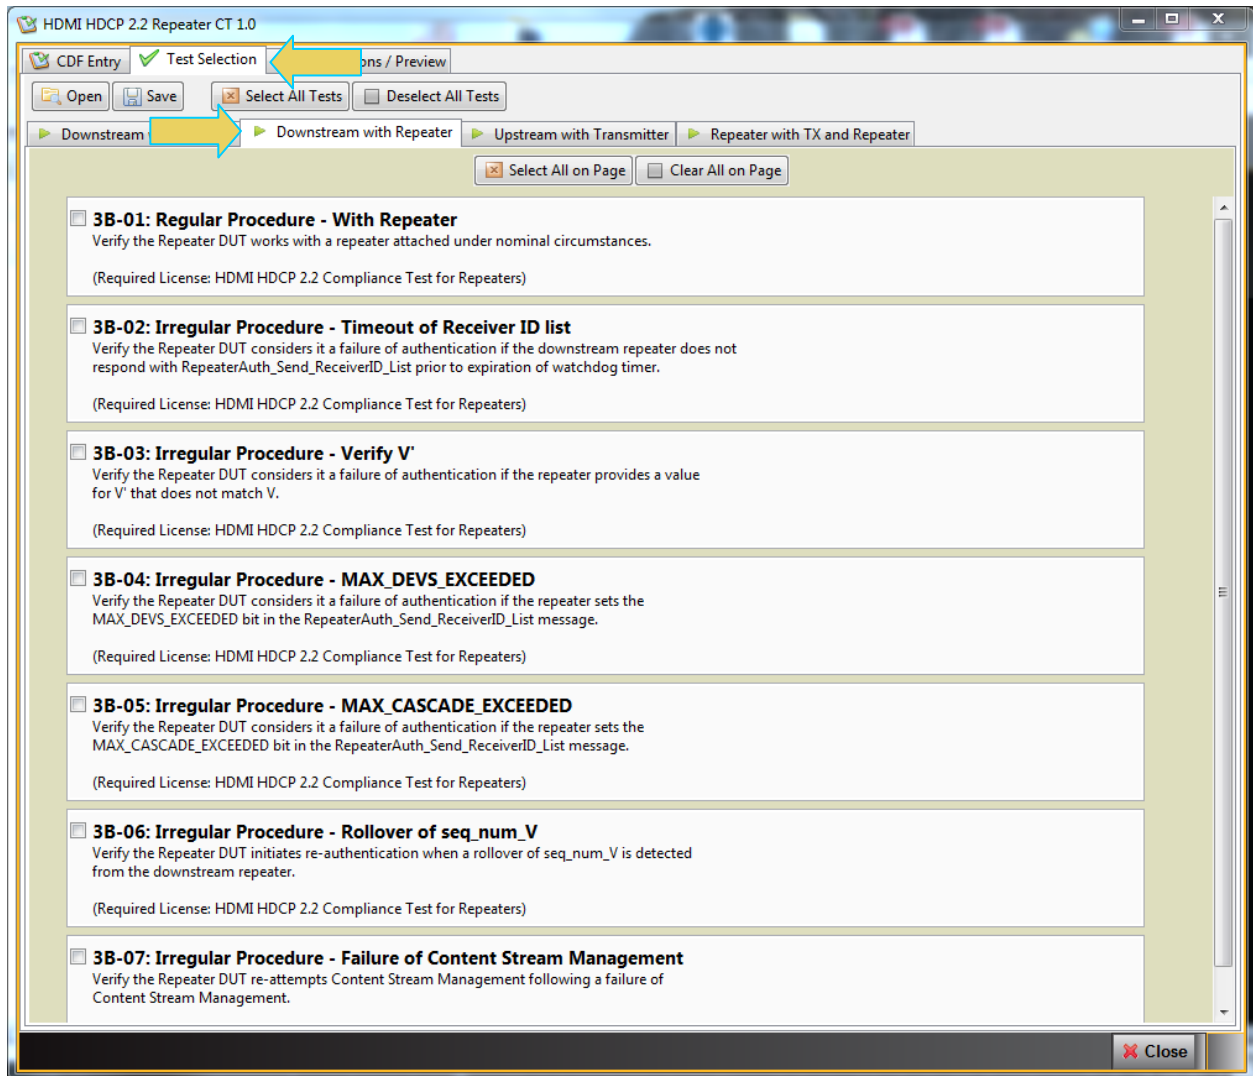 HDMI HDCP 2.2 Repeater CT 1.0
CDF Entry Test Selection ons / Preview
Open Save Select All Tests Deselect All Tests
Downstream Downstream with Repeater Upstream with Transmitter Repeater with TX and Repeater
Select All on Page Clear All on Page
3B-01: Regular Procedure - With Repeater
Verify the Repeater DUT works with a repeater attached under nominal circumstances.
(Required License: HDMI HDCP 2.2 Compliance Test for Repeaters)
3B-02: Irregular Procedure - Timeout of Receiver ID list
Verify the Repeater DUT considers it a failure of authentication if the downstream repeater does not
respond with RepeaterAuth_Send_ReceiverID_List prior to expiration of watchdog timer.
(Required License: HDMI HDCP 2.2 Compliance Test for Repeaters)
3B-03: Irregular Procedure - Verify V'
Verify the Repeater DUT considers it a failure of authentication if the repeater provides a value
for V' that does not match V.
(Required License: HDMI HDCP 2.2 Compliance Test for Repeaters)
3B-04: Irregular Procedure - MAX_DEVS_EXCEEDED
Verify the Repeater DUT considers it a failure of authentication if the repeater sets the
MAX_DEVS_EXCEEDED bit in the RepeaterAuth_Send_ReceiverID_List message.
(Required License: HDMI HDCP 2.2 Compliance Test for Repeaters)
3B-05: Irregular Procedure - MAX_CASCADE_EXCEEDED
Verify the Repeater DUT considers it a failure of authentication if the repeater sets the
MAX_CASCADE_EXCEEDED bit in the RepeaterAuth_Send_ReceiverID_List message.
(Required License: HDMI HDCP 2.2 Compliance Test for Repeaters)
3B-06: Irregular Procedure - Rollover of seq_num_V
Verify the Repeater DUT initiates re-authentication when a rollover of seq_num_V is detected
from the downstream repeater.
(Required License: HDMI HDCP 2.2 Compliance Test for Repeaters)
3B-07: Irregular Procedure - Failure of Content Stream Management
Verify the Repeater DUT re-attempts Content Stream Management following a failure of
Content Stream Management.
Close